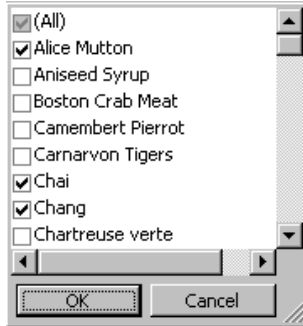 (All)
Alice Mutton
Aniseed Syrup
Boston Crab Meat
Camembert Pierrot
Carnarvon Tigers
Chai
Chang
Chartreuse verte
OK Cancel